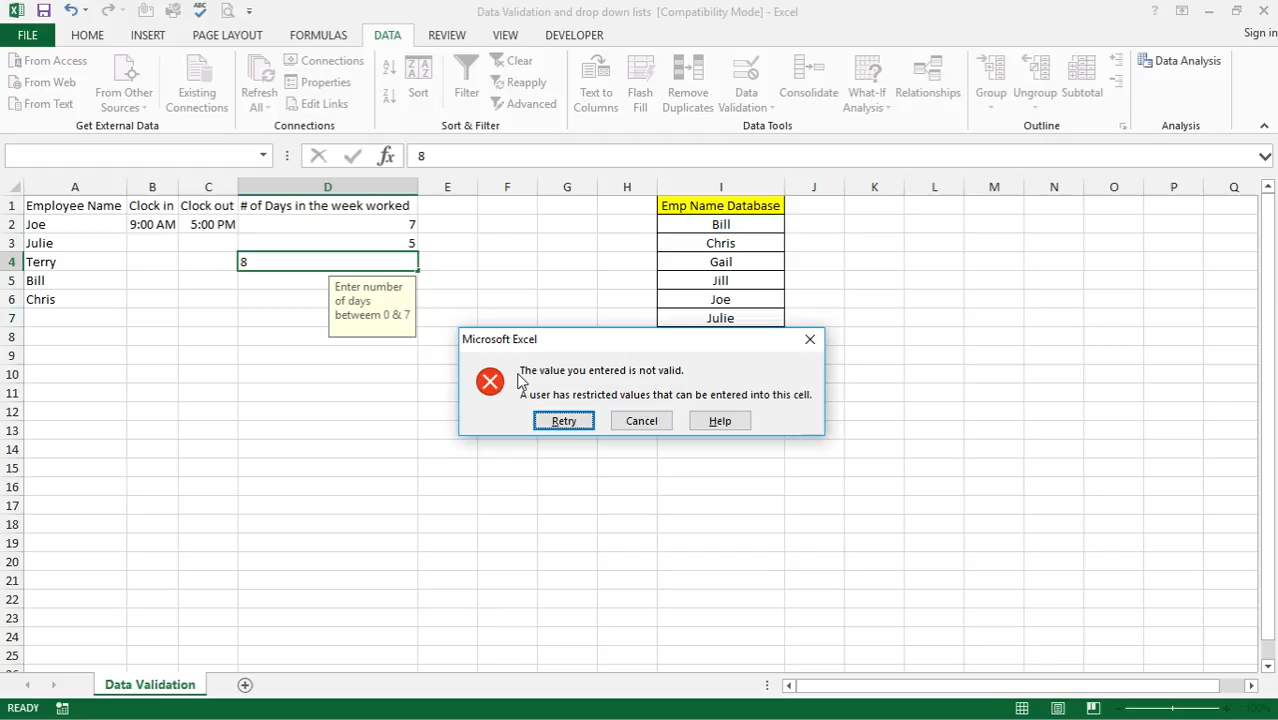 Data Validation and drop down lists [Compatibility Mode] - Excel
FILE HOME INSERT PAGE LAYOUT FORMULAS DATA REVIEW VIEW DEVELOPER Sign in
From Access
From Web
From Text
From Other Sources
Existing Connections
Get External Data
Refresh All
Connections
Properties
Edit Links
Connections
Sort
Filter
Clear
Reapply
Advanced
Sort & Filter
Text to Columns
Flash Fill
Remove Duplicates
Data Validation
Consolidate
What-If Analysis
Relationships
Data Tools
Group
Ungroup
Subtotal
Outline
Data Analysis
Analysis
fx 8
A B C D E F G H I J K L M N O P Q
1 Employee Name Clock in Clock out # of Days in the week worked Emp Name Database
2 Joe 9:00 AM 5:00 PM 7 Bill
3 Julie 5 Chris
4 Terry 8 Gail
5 Bill Jill
6 Chris Joe
7 Julie
8
9
10
11
12
13
14
15
16
17
18
19
20
21
22
23
24
25
Enter number
of days
betweem 0 & 7
Microsoft Excel
The value you entered is not valid.
A user has restricted values that can be entered into this cell.
Retry Cancel Help
Data Validation
READY 100%